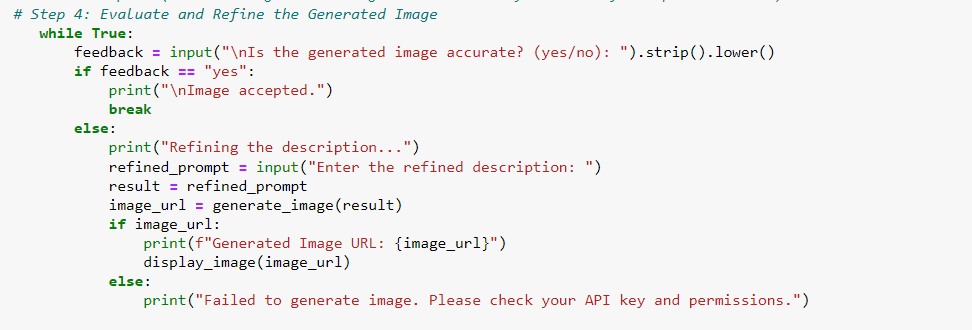 # Step 4: Evaluate and Refine the Generated Image
while True:
feedback = input("\nIs the generated image accurate? (yes/no): ").strip().lower()
if feedback == "yes":
print("\nImage accepted.")
break
else:
print("Refining the description...")
refined_prompt = input("Enter the refined description: ")
result = refined_prompt
image_url = generate_image(result)
if image_url:
print(f"Generated Image URL: {image_url}")
display_image(image_url)
else:
print("Failed to generate image. Please check your API key and permissions.")